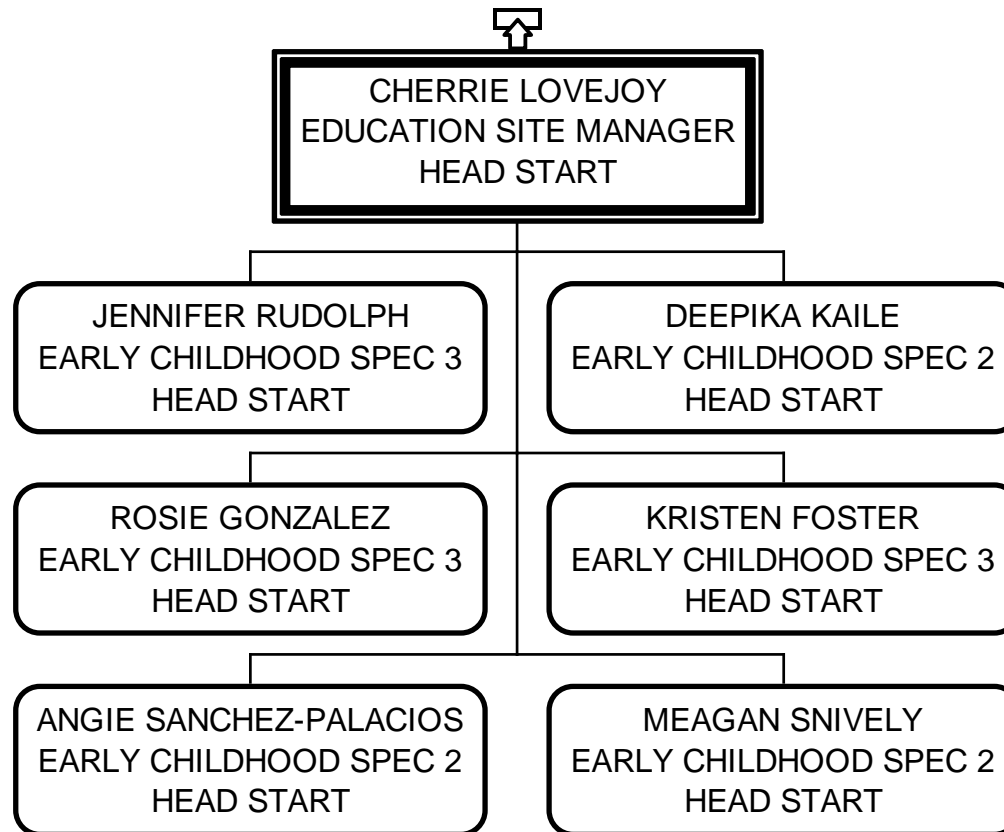 CHERRIE LOVEJOY
EDUCATION SITE MANAGER
HEAD START
JENNIFER RUDOLPH
EARLY CHILDHOOD SPEC 3
HEAD START
DEEPIKA KAILE
EARLY CHILDHOOD SPEC 2
HEAD START
ROSIE GONZALEZ
EARLY CHILDHOOD SPEC 3
HEAD START
KRISTEN FOSTER
EARLY CHILDHOOD SPEC 3
HEAD START
ANGIE SANCHEZ-PALACIOS
EARLY CHILDHOOD SPEC 2
HEAD START
MEAGAN SNIVELY
EARLY CHILDHOOD SPEC 2
HEAD START